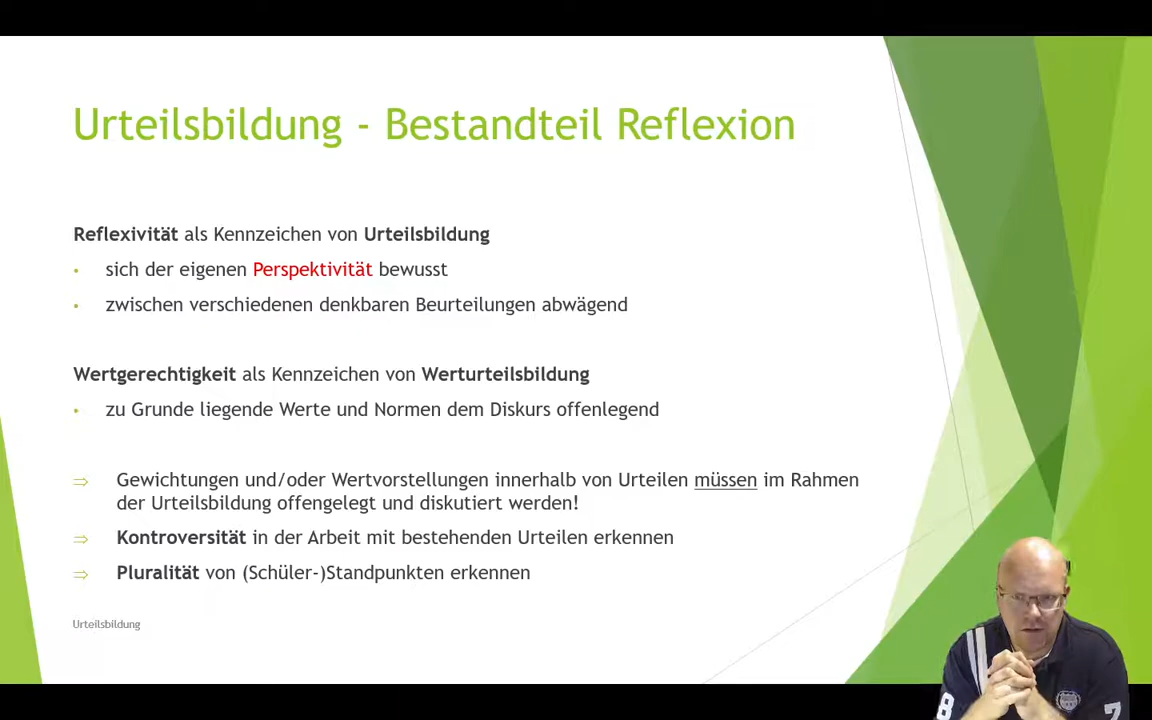 Urteilsbildung - Bestandteil Reflexion
Reflexivität als Kennzeichen von Urteilsbildung
• sich der eigenen Perspektivität bewusst
• zwischen verschiedenen denkbaren Beurteilungen abwägend
Wertgerechtigkeit als Kennzeichen von Werturteilsbildung
• zu Grunde liegende Werte und Normen dem Diskurs offenlegend
⇒ Gewichtungen und/oder Wertvorstellungen innerhalb von Urteilen müssen im Rahmen
der Urteilsbildung offengelegt und diskutiert werden!
⇒ Kontroversität in der Arbeit mit bestehenden Urteilen erkennen
⇒ Pluralität von (Schüler-)Standpunkten erkennen
Urteilsbildung
8 7